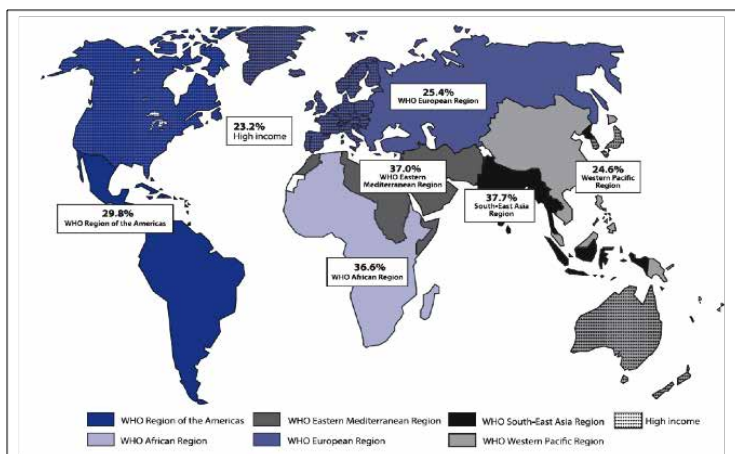 25.4%
WHO European Region
23.2%
High income
37.0%
WHO Eastern
Mediterranean Region
24.6%
Western Pacific
Region
37.7%
South-East Asia
Region
29.8%
WHO Region of the Americas
36.6%
WHO African Region
WHO Region of the Americas
WHO Eastern Mediterranean Region
WHO South-East Asia Region
High income
WHO African Region
WHO European Region
WHO Western Pacific Region